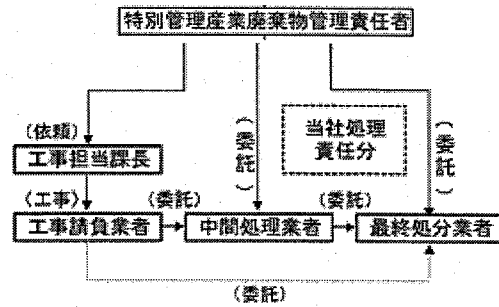 特別管理産業廃棄物管理責任者
(依頼)
(委託)
当社処理
責任分
(委託)
工事担当課長
〈工事〉
(委託)
(委託)
工事請負業者
中間処理業者
最終処分業者
(委託)